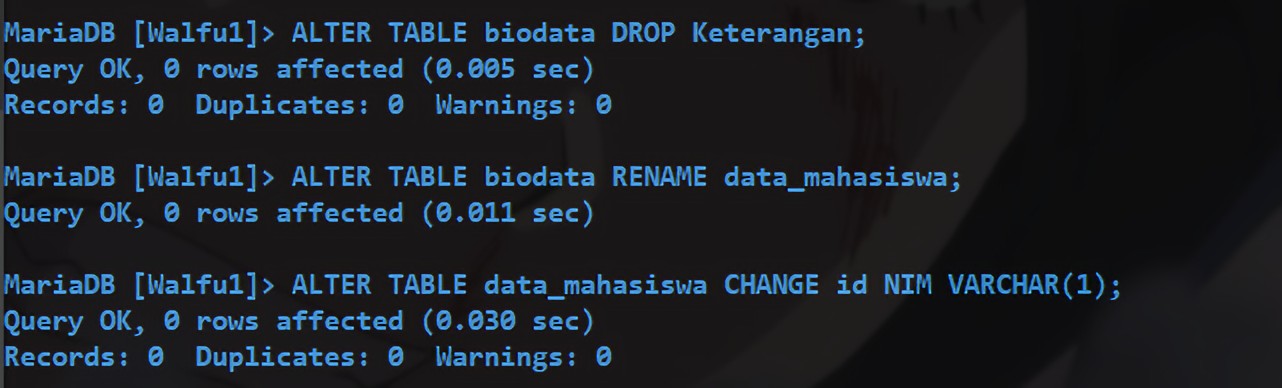 MariaDB [Walfu1]> ALTER TABLE biodata DROP Keterangan;
Query OK, 0 rows affected (0.005 sec)
Records: 0  Duplicates: 0  Warnings: 0
MariaDB [Walfu1]> ALTER TABLE biodata RENAME data_mahasiswa;
Query OK, 0 rows affected (0.011 sec)
MariaDB [Walfu1]> ALTER TABLE data_mahasiswa CHANGE id NIM VARCHAR(1);
Query OK, 0 rows affected (0.030 sec)
Records: 0  Duplicates: 0  Warnings: 0